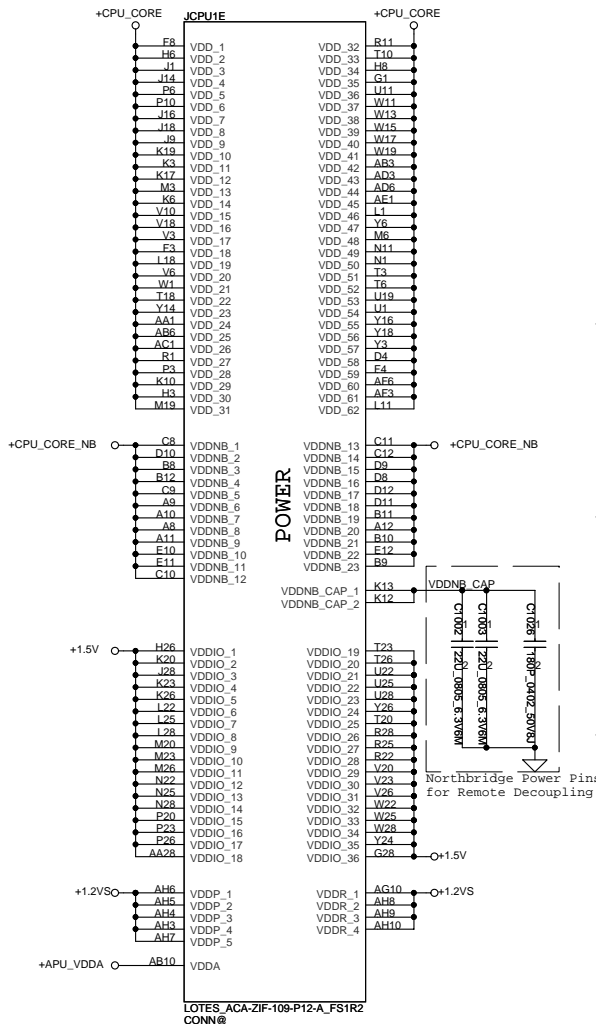 +CPU_CORE
+CPU_CORE
JCPU1E
F8 VDD_1 VDD_32 R11
H6 VDD_2 VDD_33 T10
J1 VDD_3 VDD_34 H8
J14 VDD_4 VDD_35 G1
P6 VDD_5 VDD_36 U11
P10 VDD_6 VDD_37 W11
J16 VDD_7 VDD_38 W13
J18 VDD_8 VDD_39 W15
J9 VDD_9 VDD_40 W17
K19 VDD_10 VDD_41 W19
K3 VDD_11 VDD_42 AB3
K17 VDD_12 VDD_43 AD3
M3 VDD_13 VDD_44 AD6
K6 VDD_14 VDD_45 AE1
V10 VDD_15 VDD_46 L1
V18 VDD_16 VDD_47 Y6
V3 VDD_17 VDD_48 M6
F3 VDD_18 VDD_49 N11
L18 VDD_19 VDD_50 N1
V6 VDD_20 VDD_51 T3
W1 VDD_21 VDD_52 T6
T18 VDD_22 VDD_53 U19
Y14 VDD_23 VDD_54 U1
AA1 VDD_24 VDD_55 Y16
AB6 VDD_25 VDD_56 Y18
AC1 VDD_26 VDD_57 Y3
R1 VDD_27 VDD_58 D4
P3 VDD_28 VDD_59 F4
K10 VDD_29 VDD_60 AF6
H3 VDD_30 VDD_61 AF3
M19 VDD_31 VDD_62 L11
+CPU_CORE_NB
C8 VDDNB_1 VDDNB_13 C11
+CPU_CORE_NB
D10 VDDNB_2 VDDNB_14 C12
B8 VDDNB_3 VDDNB_15 D9
B12 VDDNB_4 VDDNB_16 D8
C9 VDDNB_5 VDDNB_17 D12
A9 VDDNB_6 VDDNB_18 D11
A10 VDDNB_7 VDDNB_19 B11
A8 VDDNB_8 VDDNB_20 A12
A11 VDDNB_9 VDDNB_21 B10
E10 VDDNB_10 VDDNB_22 E12
E11 VDDNB_11 VDDNB_23 B9
C10 VDDNB_12
POWER
VDDNB_CAP_1 K13
VDDNB_CAP_2 K12
VDDNB_CAP
C1002 1 2 22U_0805_6.3V6M
C1003 1 2 22U_0805_6.3V6M
C1026 1 2 180P_0402_50V8J
Northbridge Power Pins
for Remote Decoupling
+1.5V
H26 VDDIO_1 VDDIO_19 T23
K20 VDDIO_2 VDDIO_20 T26
J28 VDDIO_3 VDDIO_21 U22
K23 VDDIO_4 VDDIO_22 U25
K26 VDDIO_5 VDDIO_23 U28
L22 VDDIO_6 VDDIO_24 Y26
L25 VDDIO_7 VDDIO_25 T20
L28 VDDIO_8 VDDIO_26 R28
M20 VDDIO_9 VDDIO_27 R25
M23 VDDIO_10 VDDIO_28 R22
M26 VDDIO_11 VDDIO_29 V20
N22 VDDIO_12 VDDIO_30 V23
N25 VDDIO_13 VDDIO_31 V26
N28 VDDIO_14 VDDIO_32 W22
P20 VDDIO_15 VDDIO_33 W25
P23 VDDIO_16 VDDIO_34 W28
P26 VDDIO_17 VDDIO_35 Y24
AA28 VDDIO_18 VDDIO_36 G28
+1.5V
+1.2VS
AH6 VDDP_1 VDDR_1 AG10
+1.2VS
AH5 VDDP_2 VDDR_2 AH8
AH4 VDDP_3 VDDR_3 AH9
AH3 VDDP_4 VDDR_4 AH10
AH7 VDDP_5
+APU_VDDA
AB10 VDDA
LOTES_ACA-ZIF-109-P12-A_FS1R2
CONN@